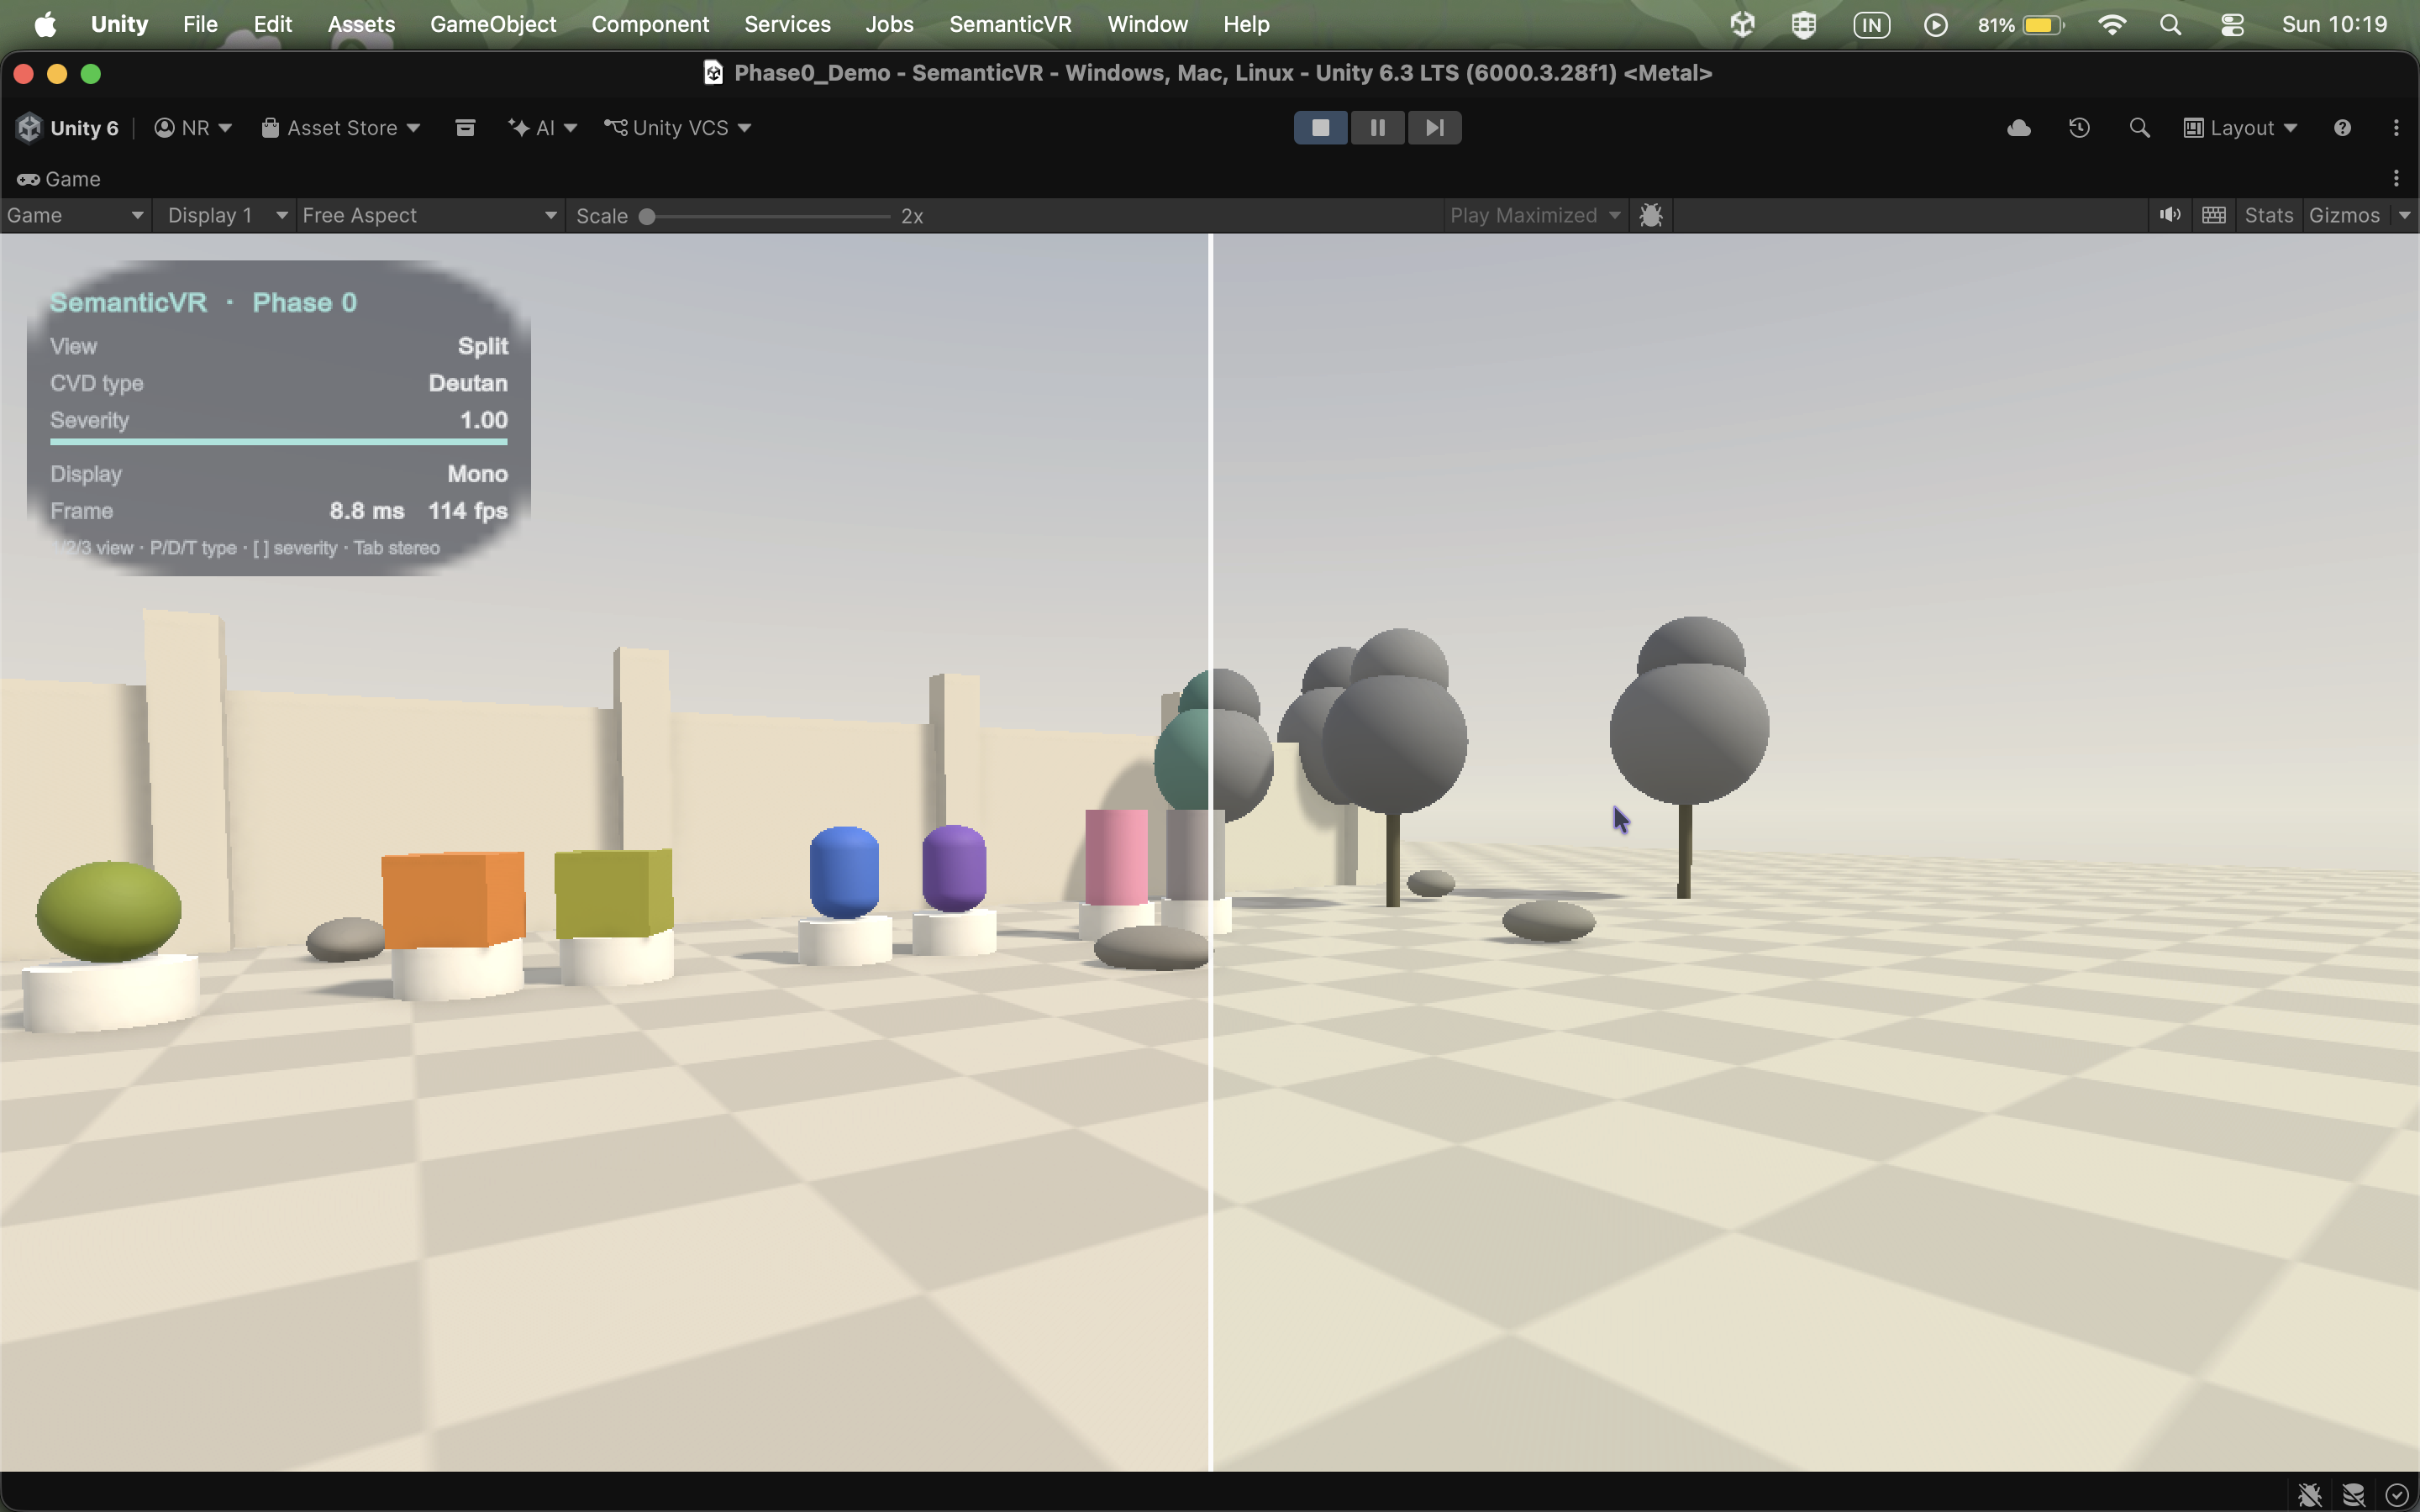 Unity File Edit Assets GameObject Component Services Jobs SemanticVR Window Help IN 81% Sun 10:19
Phase0_Demo - SemanticVR - Windows, Mac, Linux - Unity 6.3 LTS (6000.3.28f1) <Metal>
Unity 6 NR Asset Store AI Unity VCS Layout
Game
Game Display 1 Free Aspect Scale 2x Play Maximized Stats Gizmos
SemanticVR · Phase 0
View Split
CVD type Deutan
Severity 1.00
Display Mono
Frame 8.8 ms 114 fps
/2/3 view · P/D/T type · [ ] severity · Tab stereo